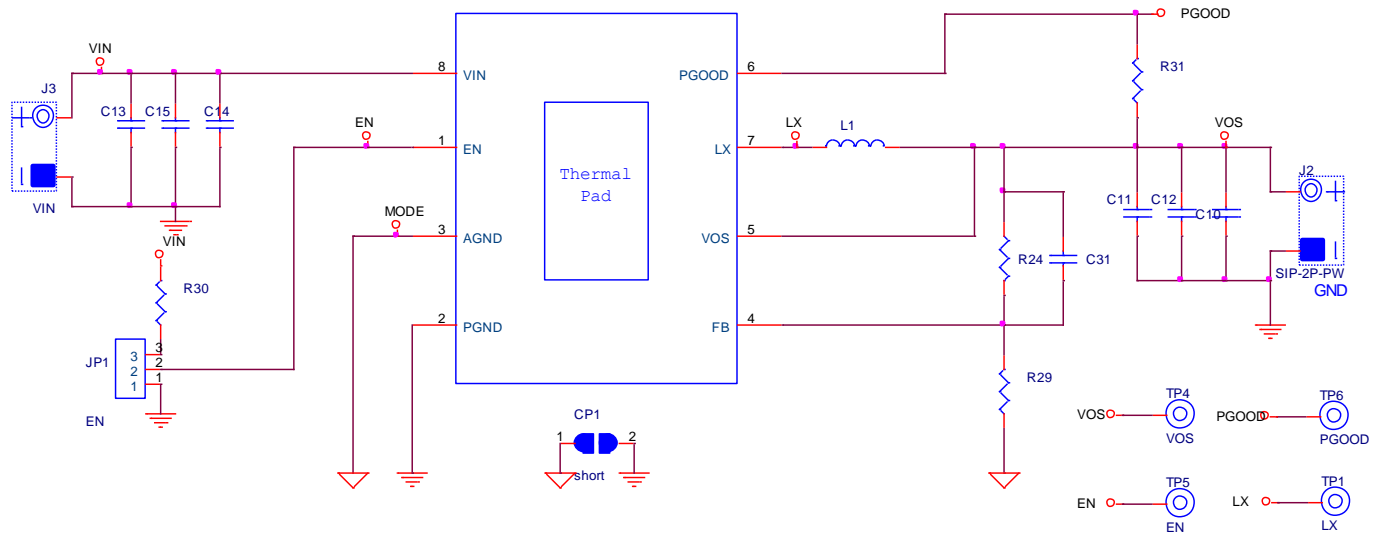 PGOOD
VIN
8
VIN
PGOOD
6
R31
J3
C13
C15
C14
EN
1
EN
LX
7
LX
L1
VOS
J2
Thermal
Pad
VIN
MODE
3
AGND
VOS
5
R24
C31
C11
C12
C10
SIP-2P-PW
GND
VIN
R30
2
PGND
FB
4
JP1
3
2
1
3
2
1
EN
R29
CP1
1
2
short
VOS
TP4
VOS
PGOOD
TP6
PGOOD
EN
TP5
EN
LX
TP1
LX